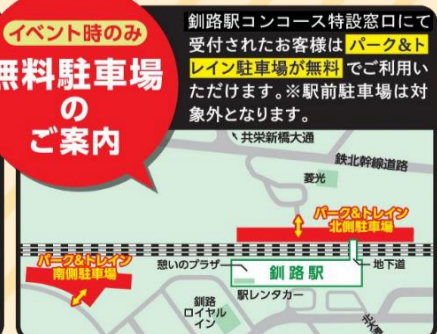 イベント時のみ
無料駐車場
の
ご案内
釧路駅コンコース特設窓口にて
受付されたお客様は パーク&ト
レイン駐車場が無料 でご利用い
ただけます。※駅前駐車場は対
象外となります。
共栄新橋大通
鉄北幹線道路
菱光
パーク&トレイン
北側駐車場
パーク&トレイン
南側駐車場
憩いのプラザ
釧路駅
地下道
駅レンタカー
釧路
ロイヤル
イン